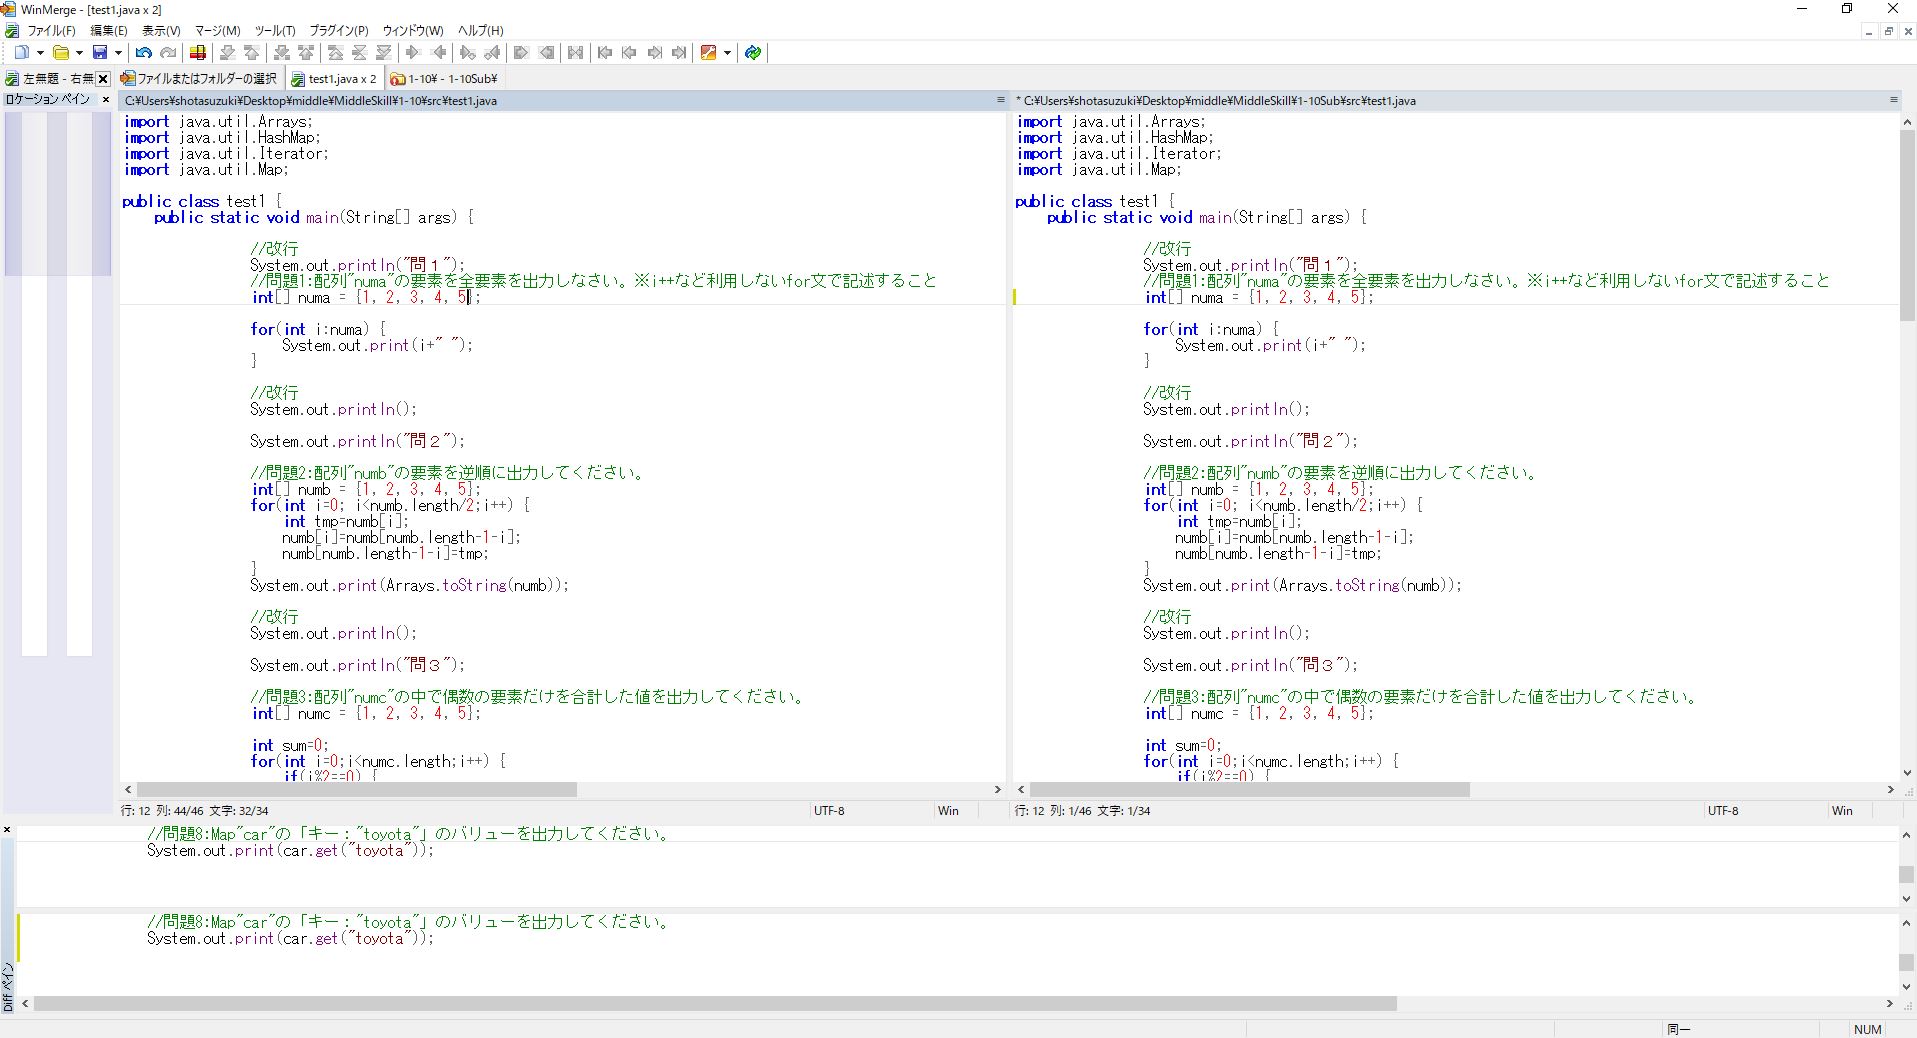 WinMerge - [test1.java x 2]
ファイル(F) 編集(E) 表示(V) マージ(M) ツール(T) プラグイン(P) ウィンドウ(W) ヘルプ(H)
左無題 - 右無 ファイルまたはフォルダーの選択 test1.java x 2 1-10¥ - 1-10Sub¥
ロケーション ペイン
C:¥Users¥shotasuzuki¥Desktop¥middle¥MiddleSkill¥1-10¥src¥test1.java
import java.util.Arrays;
import java.util.HashMap;
import java.util.Iterator;
import java.util.Map;
public class test1 {
public static void main(String[] args) {
//改行
System.out.println("問１");
//問題1:配列"numa"の要素を全要素を出力しなさい。※i++など利用しないfor文で記述すること
int[] numa = {1, 2, 3, 4, 5};
for(int i:numa) {
System.out.print(i+" ");
}
//改行
System.out.println();
System.out.println("問２");
//問題2:配列"numb"の要素を逆順に出力してください。
int[] numb = {1, 2, 3, 4, 5};
for(int i=0; i<numb.length/2;i++) {
int tmp=numb[i];
numb[i]=numb[numb.length-1-i];
numb[numb.length-1-i]=tmp;
}
System.out.print(Arrays.toString(numb));
//改行
System.out.println();
System.out.println("問３");
//問題3:配列"numc"の中で偶数の要素だけを合計した値を出力してください。
int[] numc = {1, 2, 3, 4, 5};
int sum=0;
for(int i=0;i<numc.length;i++) {
if(i%2==0) {
行: 12 列: 44/46 文字: 32/34 UTF-8 Win
* C:¥Users¥shotasuzuki¥Desktop¥middle¥MiddleSkill¥1-10Sub¥src¥test1.java
import java.util.Arrays;
import java.util.HashMap;
import java.util.Iterator;
import java.util.Map;
public class test1 {
public static void main(String[] args) {
//改行
System.out.println("問１");
//問題1:配列"numa"の要素を全要素を出力しなさい。※i++など利用しないfor文で記述すること
int[] numa = {1, 2, 3, 4, 5};
for(int i:numa) {
System.out.print(i+" ");
}
//改行
System.out.println();
System.out.println("問２");
//問題2:配列"numb"の要素を逆順に出力してください。
int[] numb = {1, 2, 3, 4, 5};
for(int i=0; i<numb.length/2;i++) {
int tmp=numb[i];
numb[i]=numb[numb.length-1-i];
numb[numb.length-1-i]=tmp;
}
System.out.print(Arrays.toString(numb));
//改行
System.out.println();
System.out.println("問３");
//問題3:配列"numc"の中で偶数の要素だけを合計した値を出力してください。
int[] numc = {1, 2, 3, 4, 5};
int sum=0;
for(int i=0;i<numc.length;i++) {
if(i%2==0) {
行: 12 列: 1/46 文字: 1/34 UTF-8 Win
//問題8:Map"car"の「キー："toyota"」のバリューを出力してください。
System.out.print(car.get("toyota"));
//問題8:Map"car"の「キー："toyota"」のバリューを出力してください。
System.out.print(car.get("toyota"));
Diff ペイン
同一 NUM